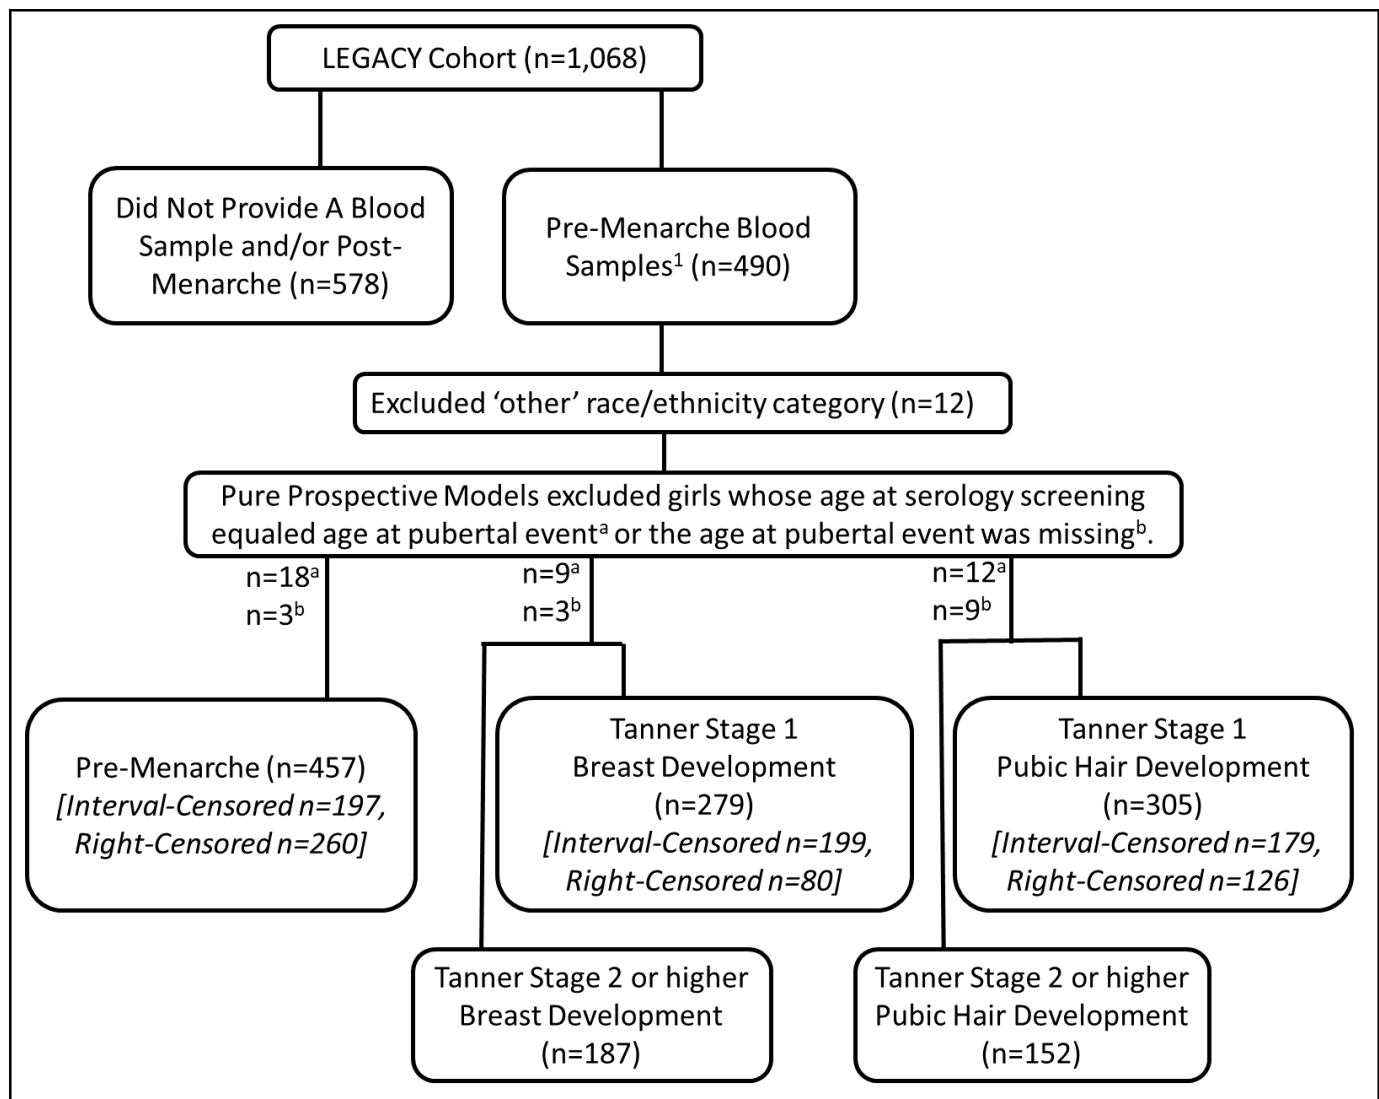 LEGACY Cohort (n=1,068)
Did Not Provide A Blood
Sample and/or Post-
Menarche (n=578)
Pre-Menarche Blood
Samples¹ (n=490)
Excluded ‘other’ race/ethnicity category (n=12)
Pure Prospective Models excluded girls whose age at serology screening
equaled age at pubertal eventᵃ or the age at pubertal event was missingᵇ.
n=18ᵃ
n=3ᵇ
n=9ᵃ
n=3ᵇ
n=12ᵃ
n=9ᵇ
Pre-Menarche (n=457)
[Interval-Censored n=197,
Right-Censored n=260]
Tanner Stage 1
Breast Development
(n=279)
[Interval-Censored n=199,
Right-Censored n=80]
Tanner Stage 1
Pubic Hair Development
(n=305)
[Interval-Censored n=179,
Right-Censored n=126]
Tanner Stage 2 or higher
Breast Development
(n=187)
Tanner Stage 2 or higher
Pubic Hair Development
(n=152)